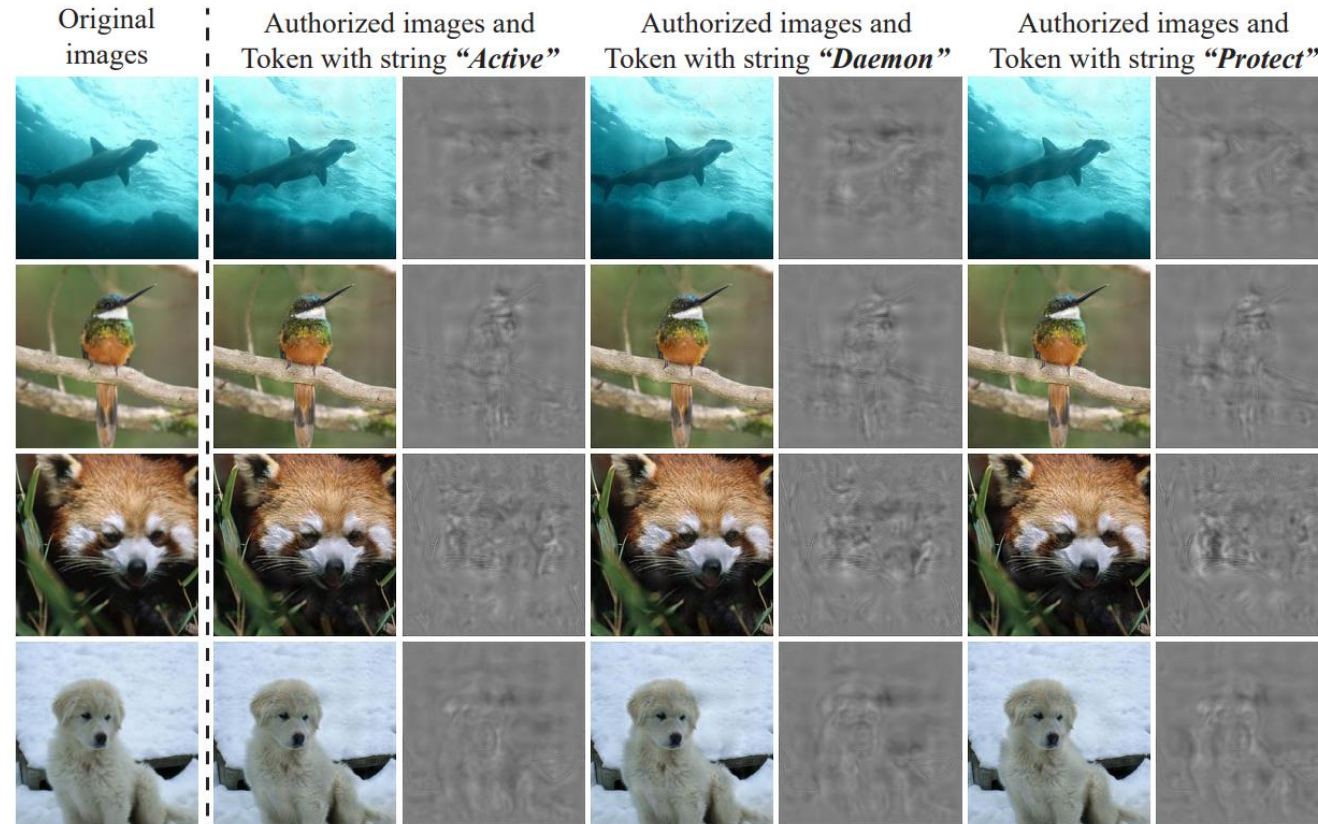 Original
images
Authorized images and
Token with string “Active”
Authorized images and
Token with string “Daemon”
Authorized images and
Token with string “Protect”